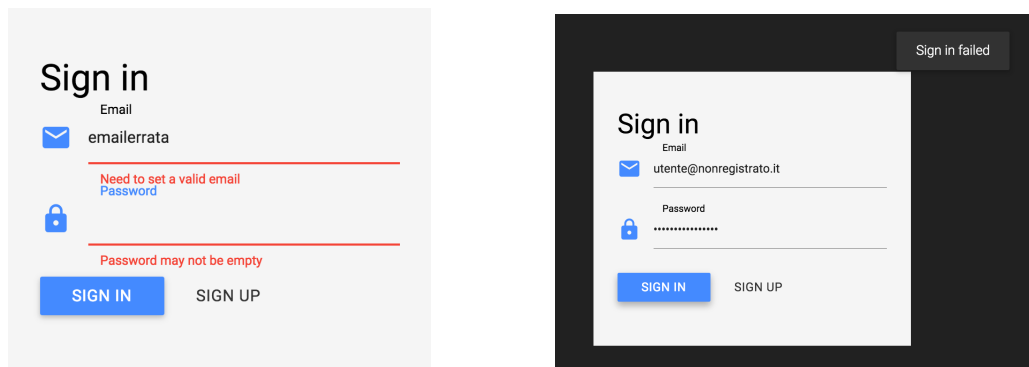 Sign in
Email
emailerrata
Need to set a valid email
Password
Password may not be empty
SIGN IN SIGN UP
Sign in failed
Sign in
Email
utente@nonregistrato.it
Password
••••••••••••••••
SIGN IN SIGN UP